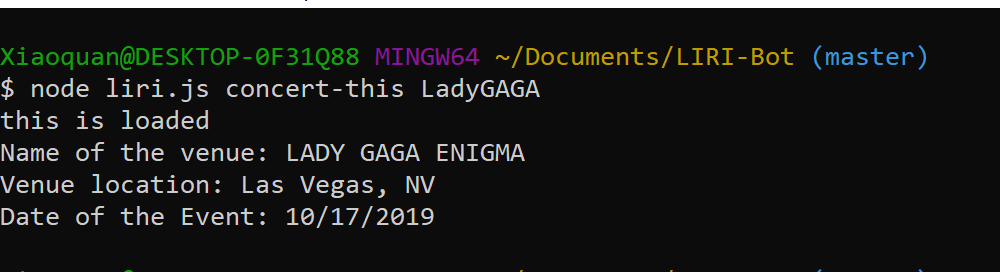 Xiaoquan@DESKTOP-0F31Q88 MINGW64 ~/Documents/LIRI-Bot (master)
$ node liri.js concert-this LadyGAGA
this is loaded
Name of the venue: LADY GAGA ENIGMA
Venue location: Las Vegas, NV
Date of the Event: 10/17/2019